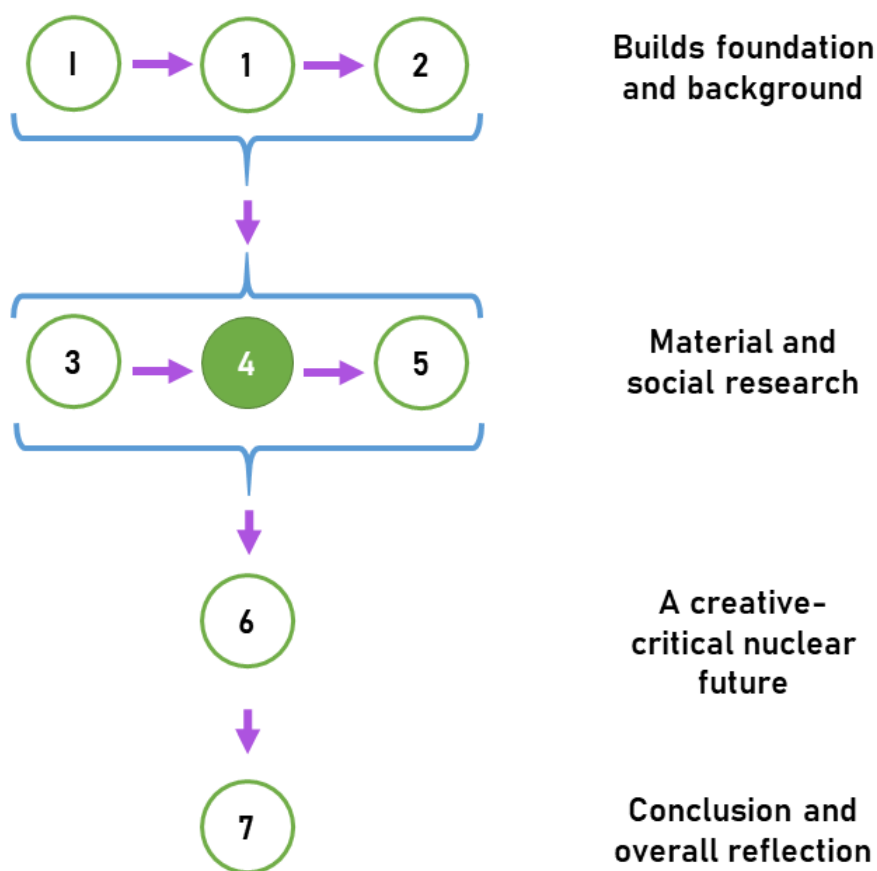 I
1
2
Builds foundation
and background
3
4
5
Material and
social research
6
A creative-
critical nuclear
future
7
Conclusion and
overall reflection